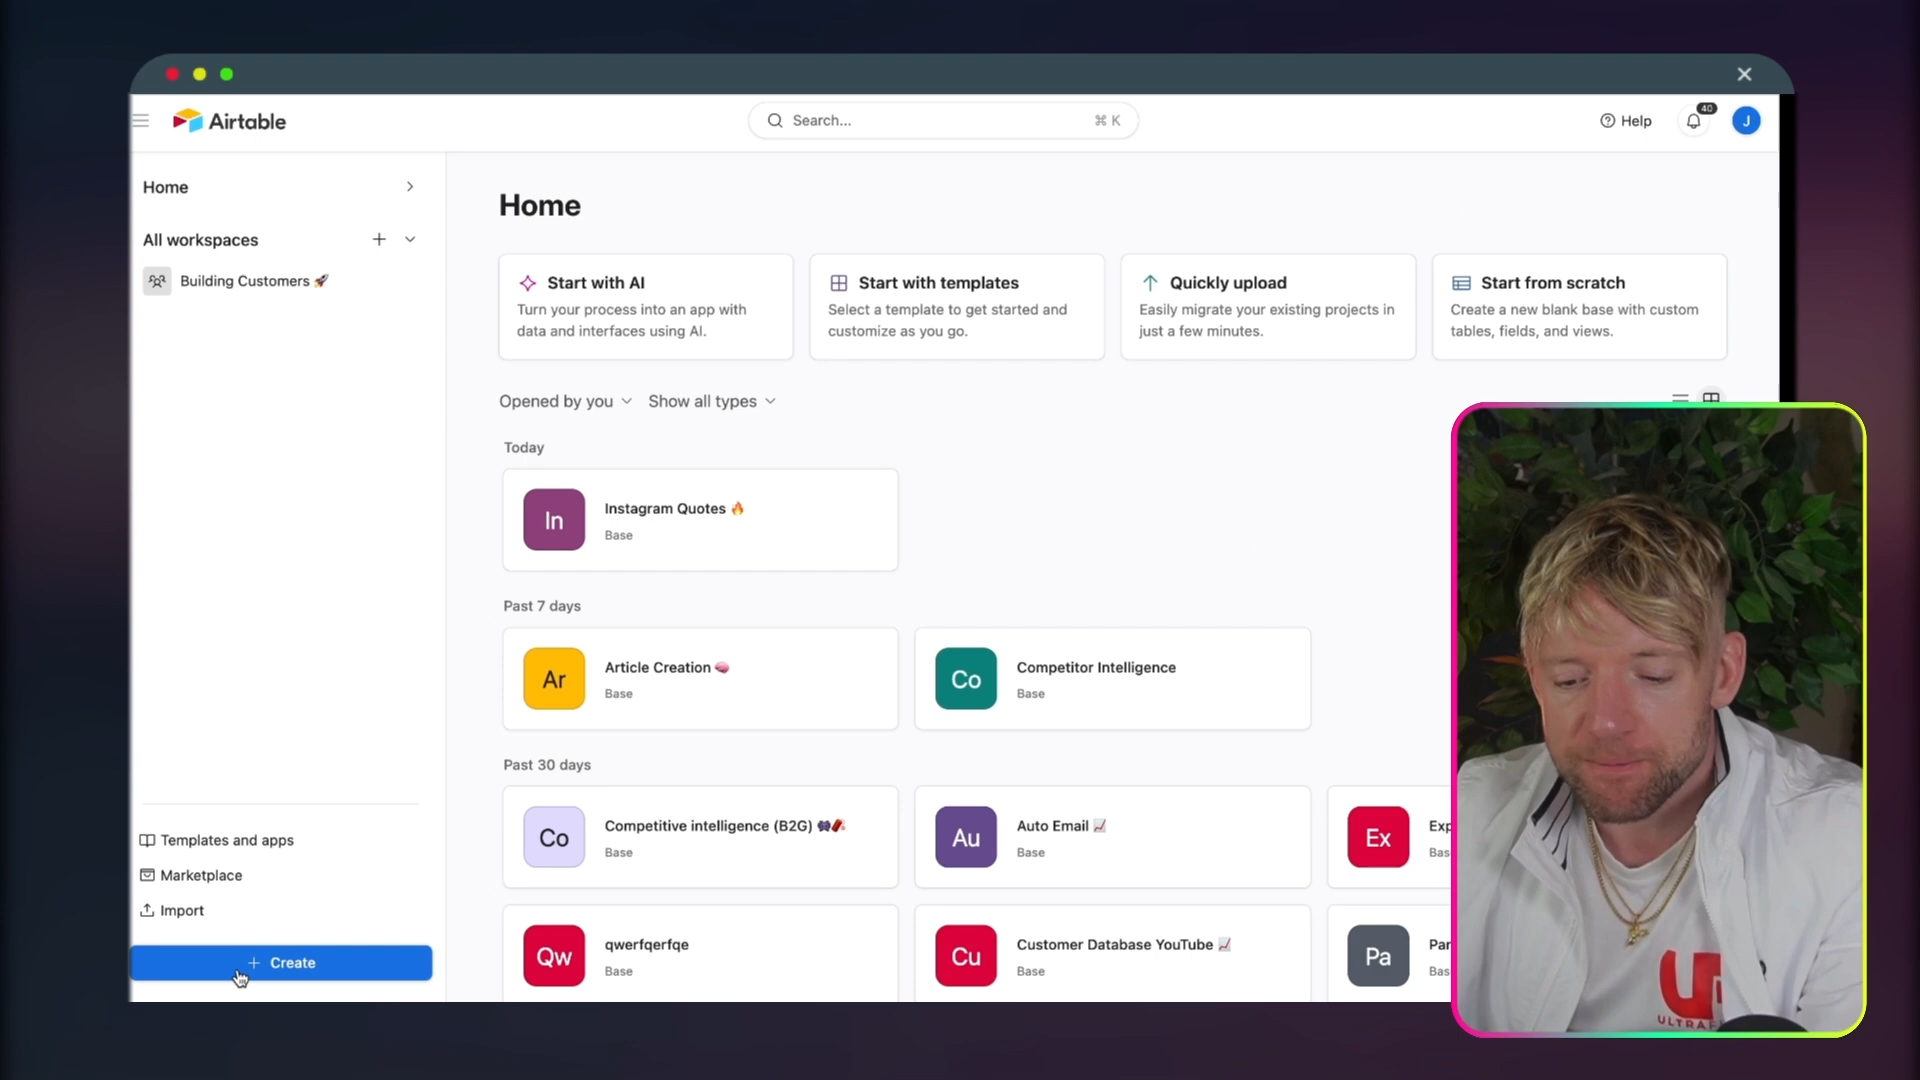 Airtable
Search...
⌘ K
Help
40
J
Home
All workspaces
Building Customers 🚀
Templates and apps
Marketplace
Import
+ Create
Home
Start with AI
Turn your process into an app with
data and interfaces using AI.
Start with templates
Select a template to get started and
customize as you go.
Quickly upload
Easily migrate your existing projects in
just a few minutes.
Start from scratch
Create a new blank base with custom
tables, fields, and views.
Opened by you
Show all types
Today
In
Instagram Quotes 🔥
Base
Past 7 days
Ar
Article Creation 🧠
Base
Co
Competitor Intelligence
Base
Past 30 days
Co
Competitive intelligence (B2G)
Base
Au
Auto Email 📈
Base
Ex
Exp
Bas
Qw
qwerfqerfqe
Base
Cu
Customer Database YouTube 📈
Base
Pa
Par
Bas